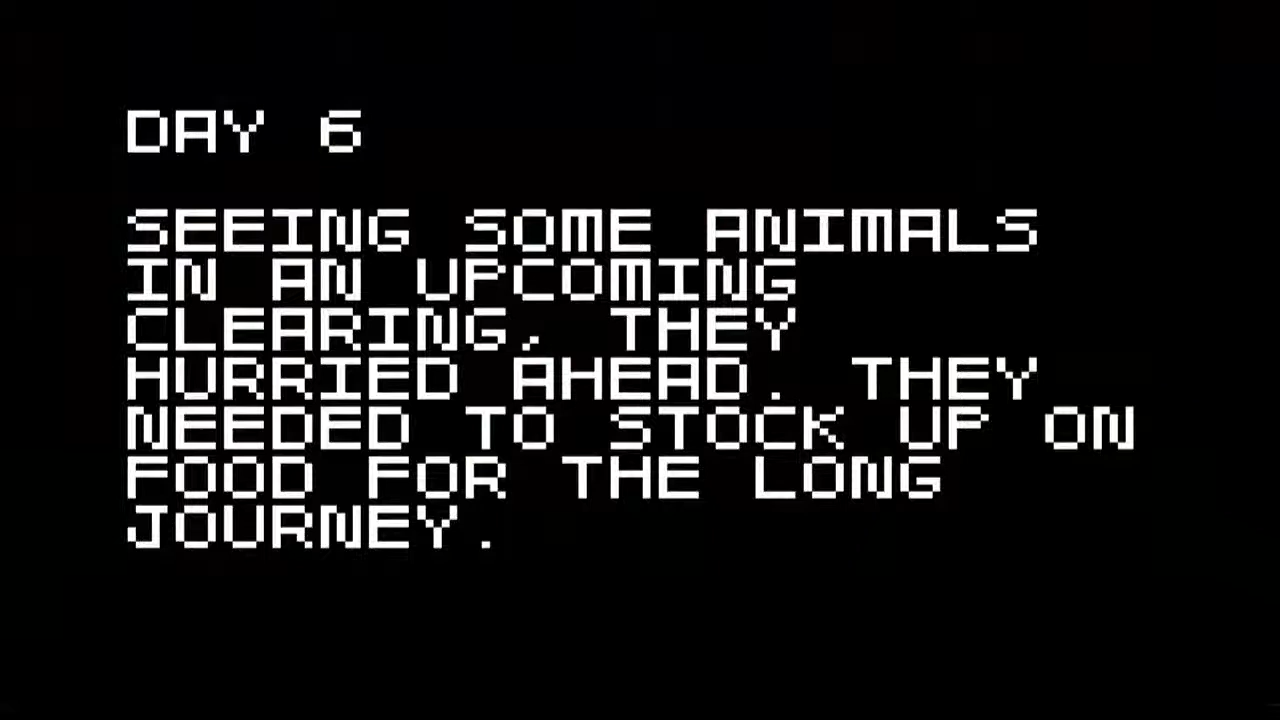 DAY 6
SEEING SOME ANIMALS
IN AN UPCOMING
CLEARING, THEY
HURRIED AHEAD. THEY
NEEDED TO STOCK UP ON
FOOD FOR THE LONG
JOURNEY.